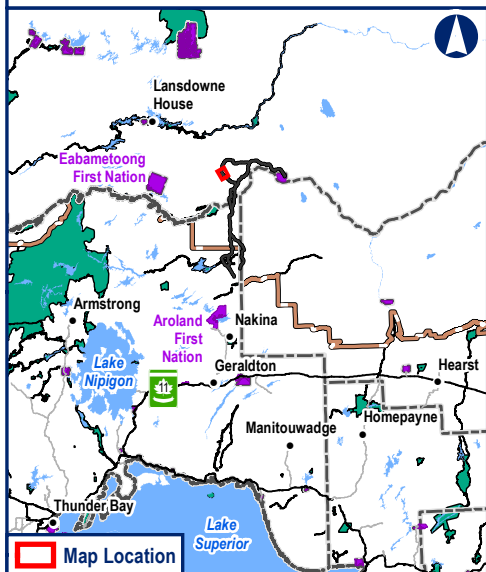 Lansdowne
House
Eabametoong
First Nation
Armstrong
Aroland
First
Nation
Nakina
Lake
Nipigon
Geraldton
Hearst
11
Manitouwadge
Homepayne
Thunder Bay
Lake
Superior
Map Location